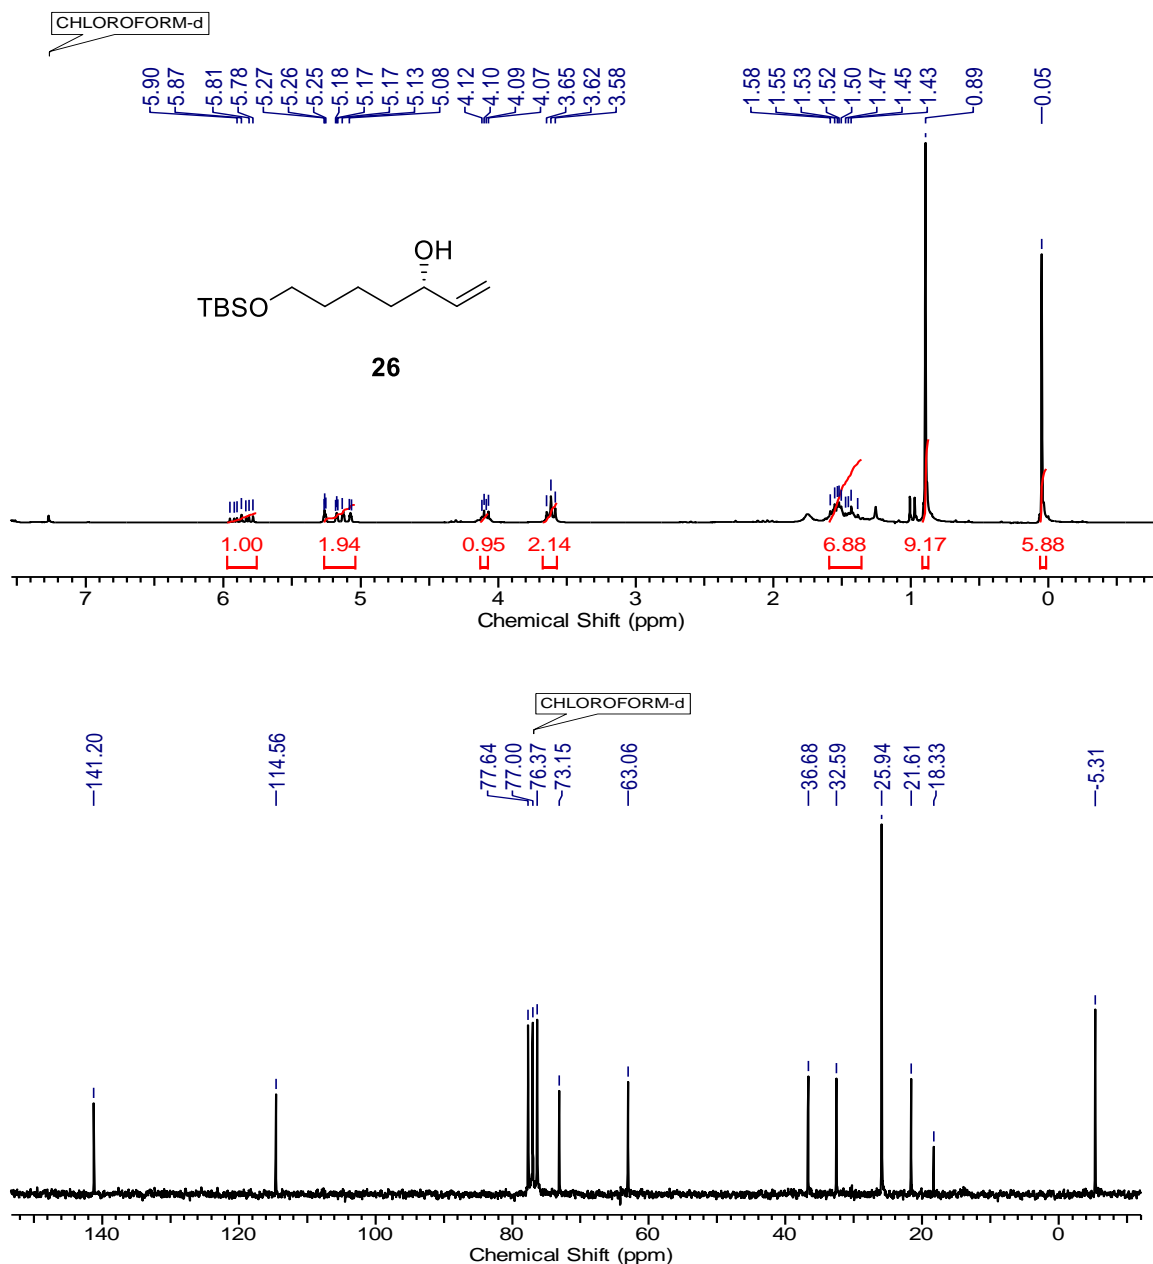 CHLOROFORM-d
5.90 5.87 5.81 5.78 5.27 5.26 5.25 5.18 5.17 5.17 5.13 5.08 4.12 4.10 4.09 4.07 3.65 3.62 3.58 1.58 1.55 1.53 1.52 1.50 1.47 1.45 1.43 0.89 0.05
OH
TBSO
26
1.00 1.94 0.95 2.14 6.88 9.17 5.88
7 6 5 4 3 2 1 0
Chemical Shift (ppm)
CHLOROFORM-d
141.20 114.56 77.64 77.00 76.37 73.15 63.06 36.68 32.59 25.94 21.61 18.33 -5.31
140 120 100 80 60 40 20 0
Chemical Shift (ppm)